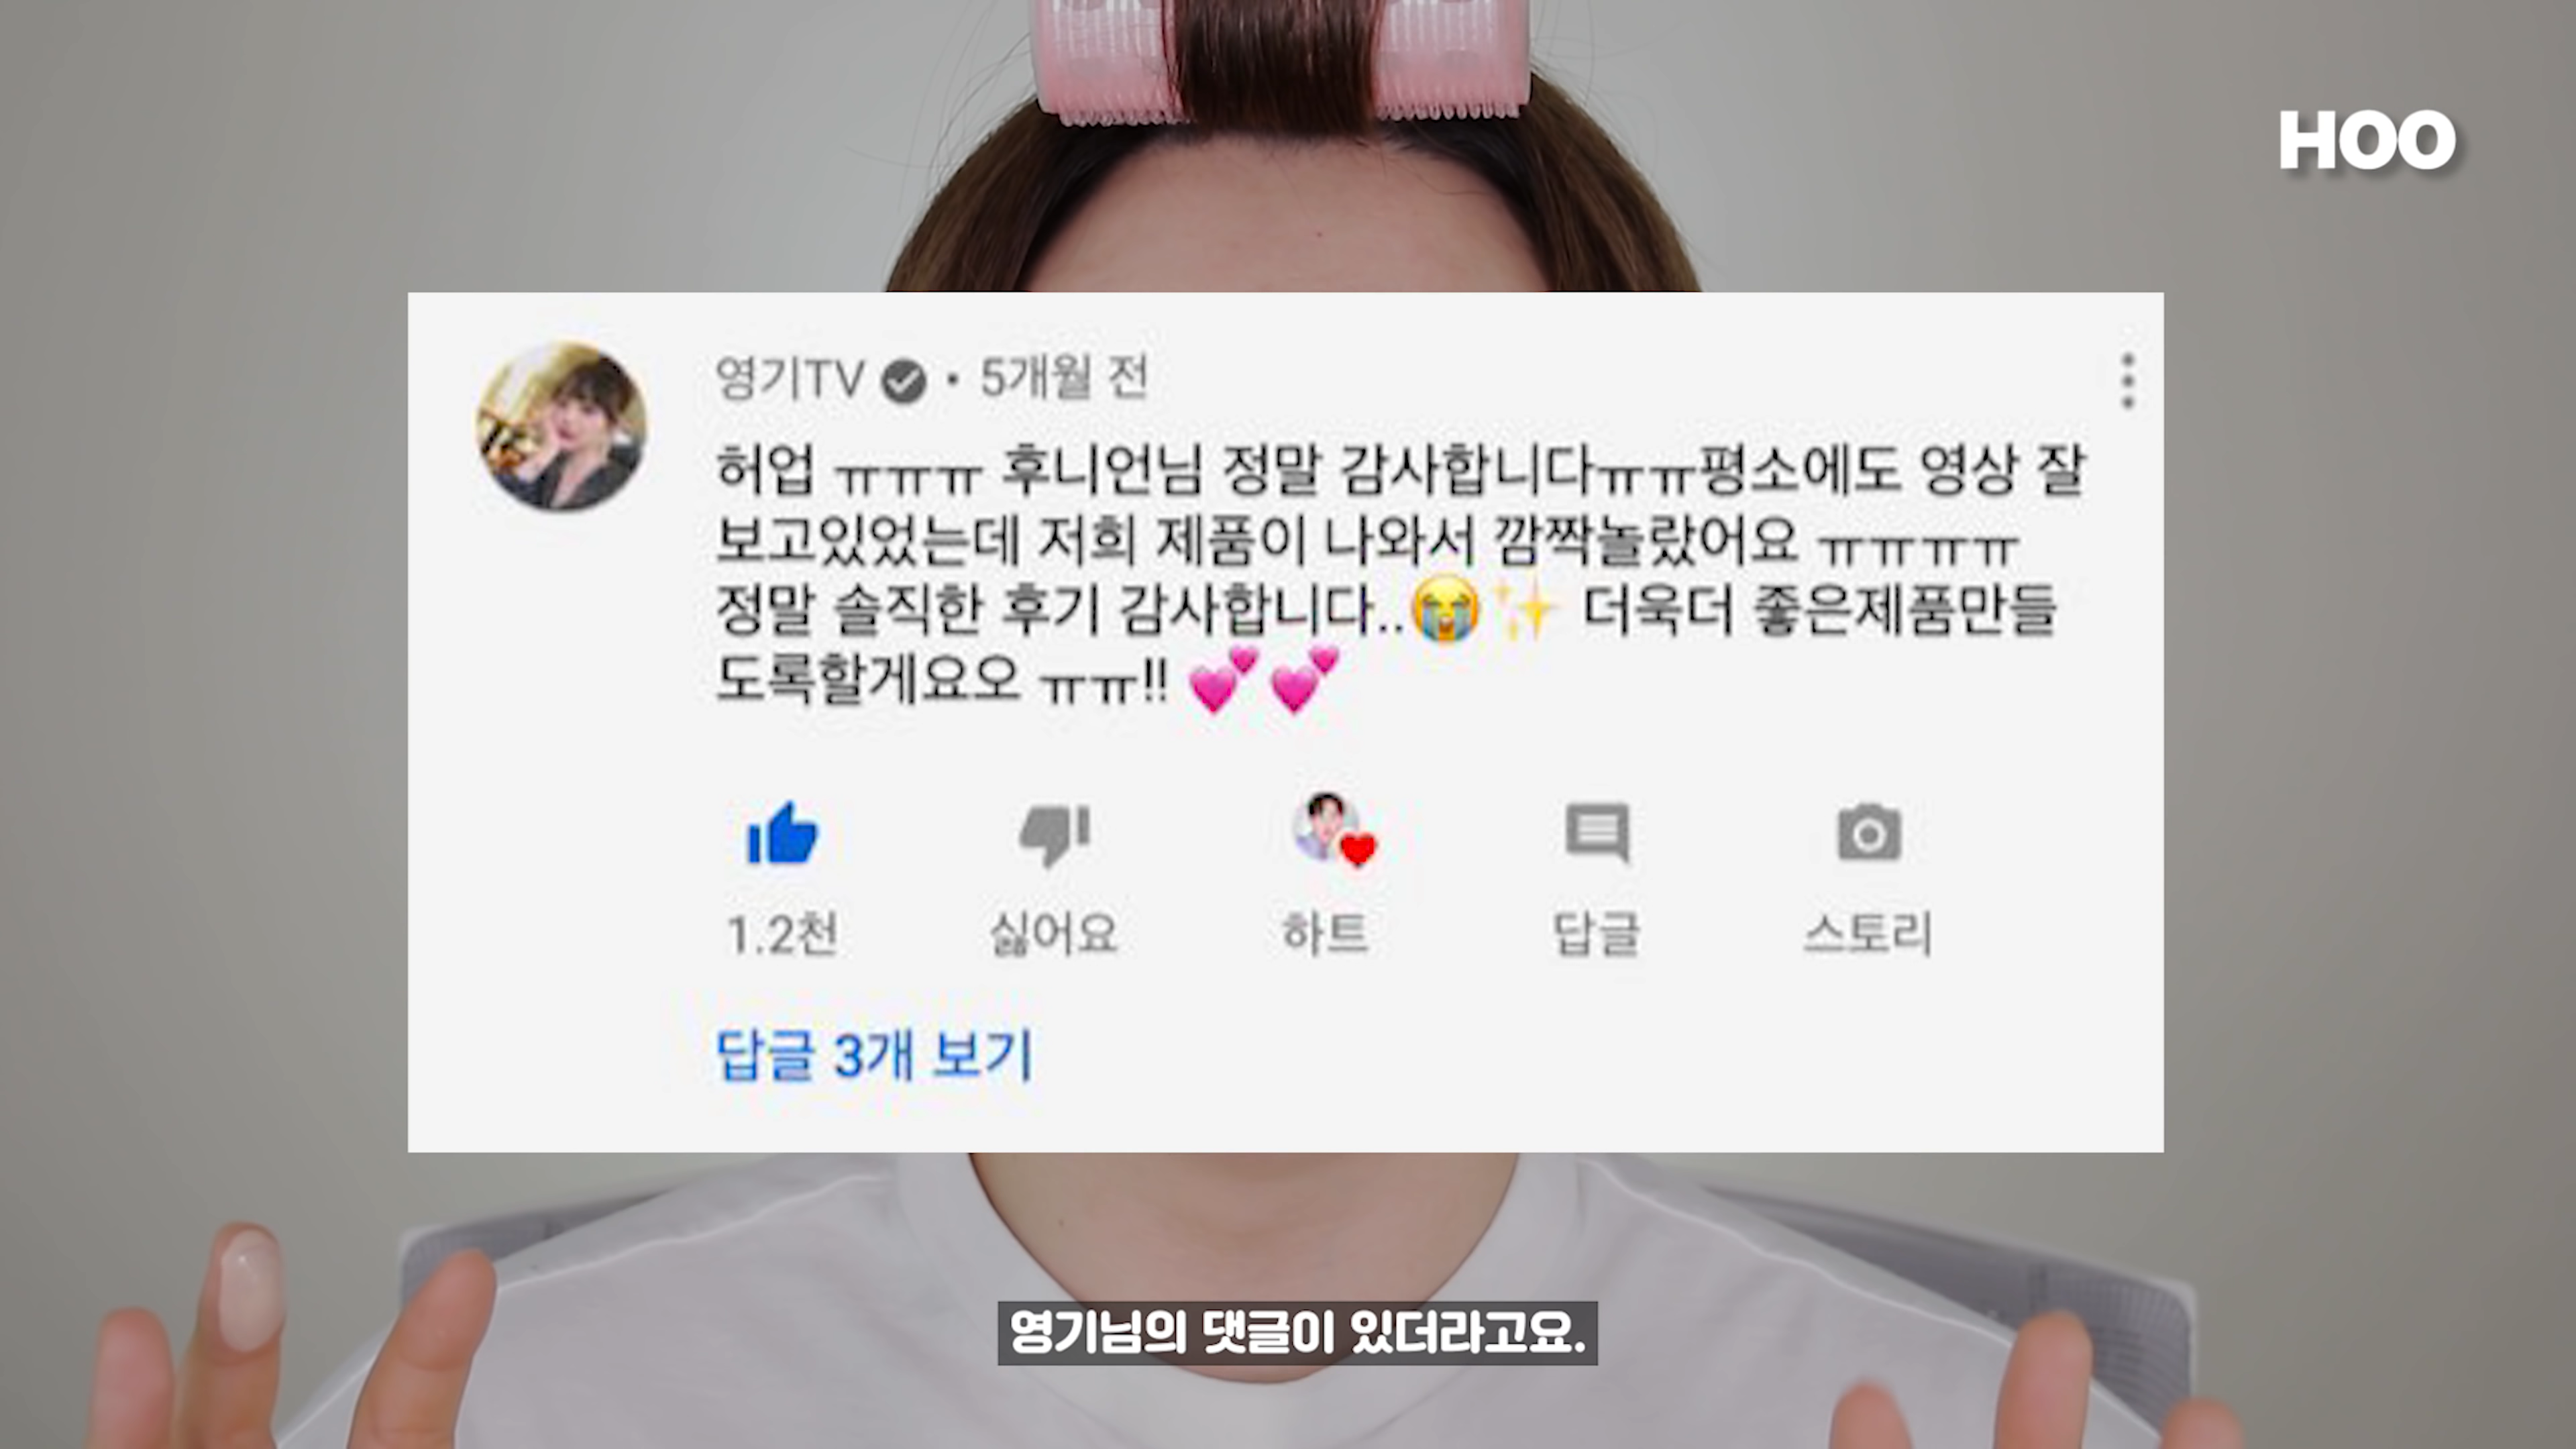 HOO
영기TV • 5개월 전
허업 ㅠㅠㅠ 후니언님 정말 감사합니다ㅠㅠ평소에도 영상 잘
보고있었는데 저희 제품이 나와서 깜짝놀랐어요 ㅠㅠㅠㅠ
정말 솔직한 후기 감사합니다..😭✨ 더욱더 좋은제품만들
도록할게요오 ㅠㅠ!! 💕💕
1.2천 싫어요 하트 답글 스토리
답글 3개 보기
영기님의 댓글이 있더라고요.